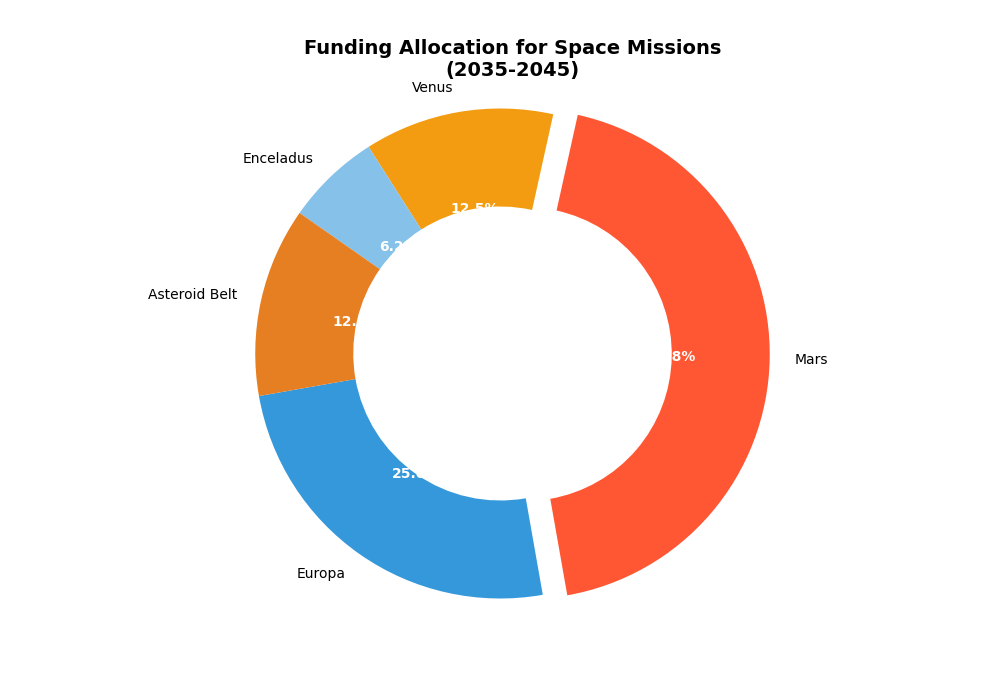 Funding Allocation for Space Missions
(2035-2045)
Venus
12.5%
Enceladus
6.2
Asteroid Belt
12.
Mars
8%
25.
Europa